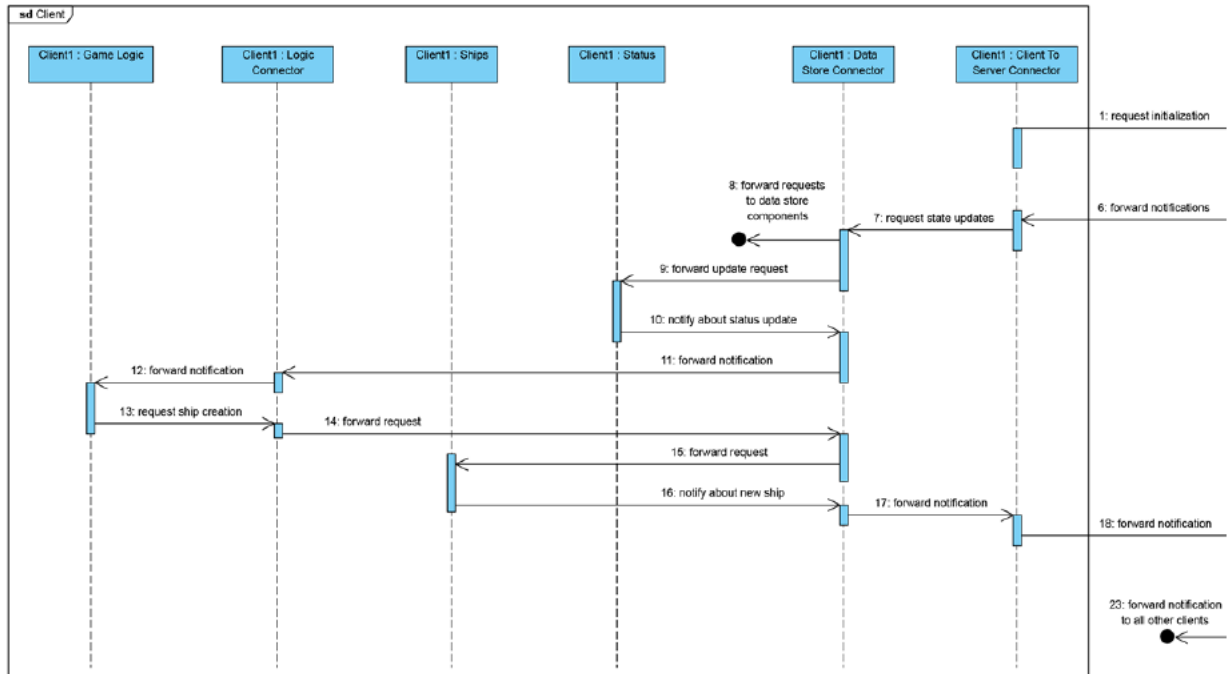 sd Client
Client1 : Game Logic
Client1 : Logic
Connector
Client1 : Ships
Client1 : Status
Client1 : Data
Store Connector
Client1 : Client To
Server Connector
1: request initialization
6: forward notifications
7: request state updates
8: forward requests
to data store
components
9: forward update request
10: notify about status update
11: forward notification
12: forward notification
13: request ship creation
14: forward request
15: forward request
16: notify about new ship
17: forward notification
18: forward notification
23: forward notification
to all other clients